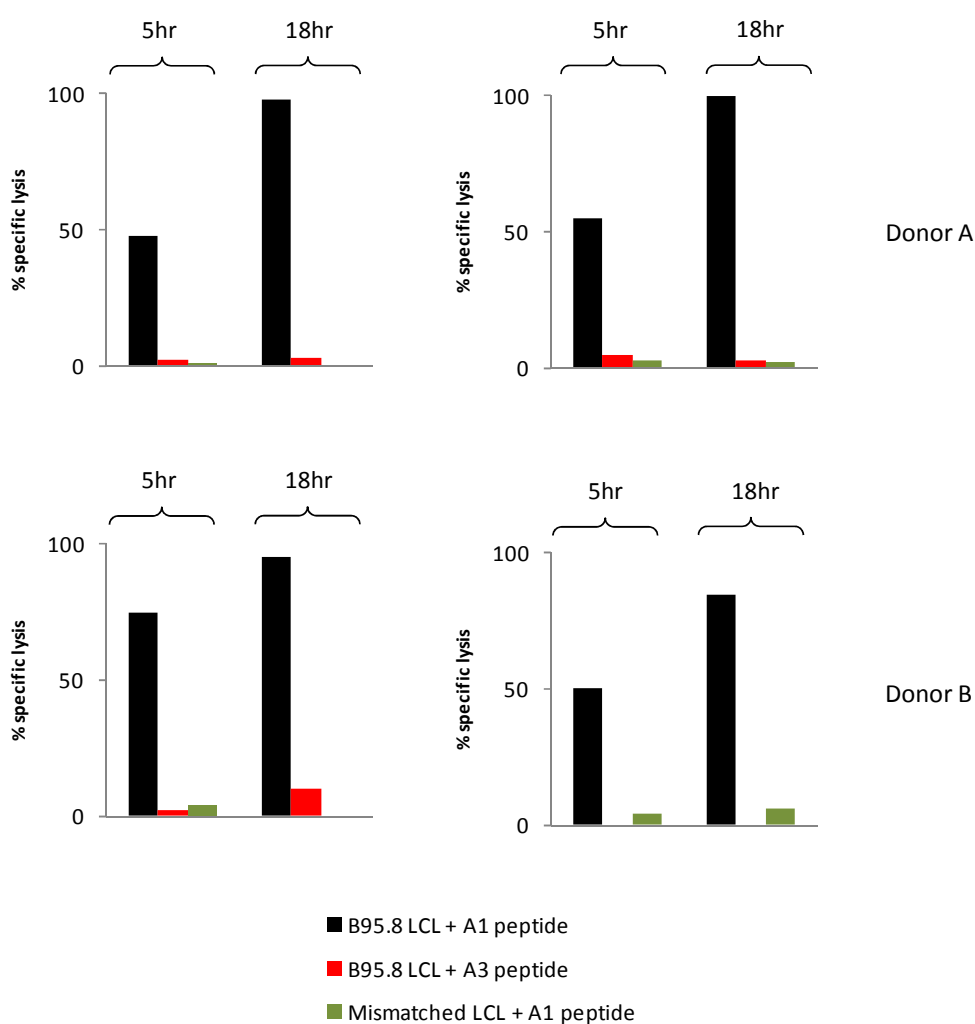 5hr 18hr
100
50
0
% specific lysis
5hr 18hr
100
50
0
% specific lysis
Donor A
5hr 18hr
100
50
0
% specific lysis
5hr 18hr
100
50
0
% specific lysis
Donor B
B95.8 LCL + A1 peptide
B95.8 LCL + A3 peptide
Mismatched LCL + A1 peptide